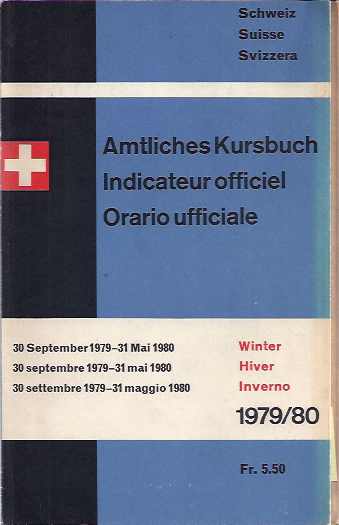 Schweiz
Suisse
Svizzera
Amtliches Kursbuch
Indicateur officiel
Orario ufficiale
30 September 1979–31 Mai 1980
30 septembre 1979–31 mai 1980
30 settembre 1979–31 maggio 1980
Winter
Hiver
Inverno
1979/80
Fr. 5.50